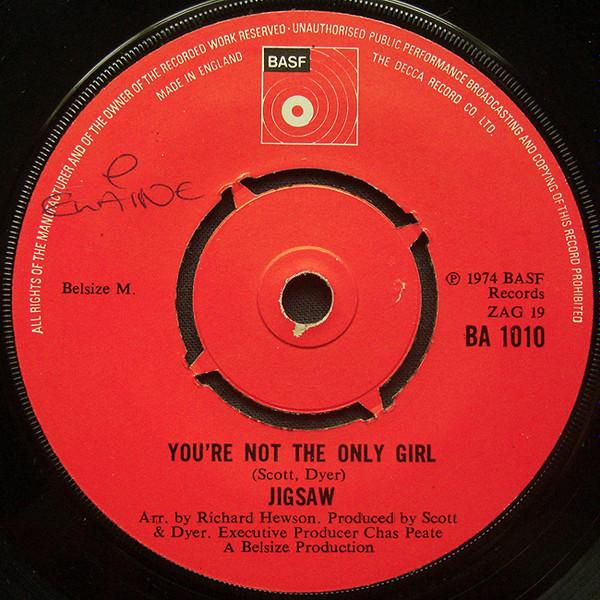 ALL RIGHTS OF THE MANUFACTURER AND OF THE OWNER OF THE RECORDED WORK RESERVED · UNAUTHORISED PUBLIC PERFORMANCE BROADCASTING AND COPYING OF THIS RECORD PROHIBITED
MADE IN ENGLAND
BASF
THE DECCA RECORD CO. LTD.
ELAINE
Belsize M.
℗ 1974 BASF
Records
ZAG 19
BA 1010
YOU'RE NOT THE ONLY GIRL
(Scott, Dyer)
JIGSAW
Arr. by Richard Hewson. Produced by Scott
& Dyer. Executive Producer Chas Peate
A Belsize Production